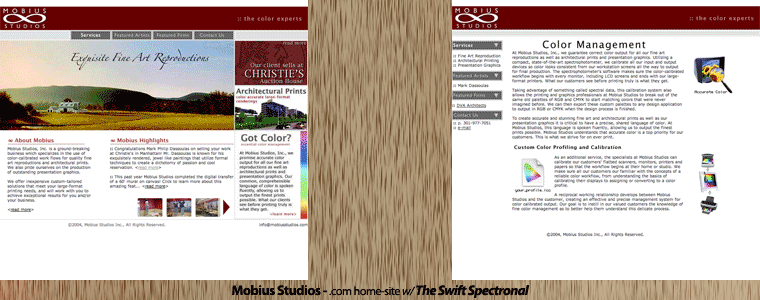 MOBIUS
STUDIOS
:: the color experts
Services
Featured Artists
Featured Firms
Contact Us
Exquisite Fine Art Reproductions
read more
Our client sells at
CHRISTIE'S
Auction House
Architectural Prints
color accurate large-format
renderings
Got Color?
essential color management
At Mobius Studios, Inc., we
provide accurate color
output for all our fine art
reproductions as well as
architectural prints and
presentation graphics. Our
common, comprehensible
language of color is spoken
fluently, allowing us to
output the finest prints
possible. What our clients
see before printing truly is
what they get.
::learn more::
:: About Mobius
Mobius Studios, Inc. is a ground-breaking
business which specializes in the use of
color-calibrated work flows for quality fine
art reproductions and architectural prints.
We also pride ourselves on the production
of outstanding presentation graphics.
We offer inexpensive custom-tailored
solutions that meet your large-format
printing needs, and will work with you to
achieve exceptional results for you and/or
your business.
<read more>
:: Mobius Highlights
:: Congratulations Mark Philip Dassoulas on selling your work
at Christie's in Manhattan! Mr. Dassoulas is known for his
exquisitely rendered, jewel like paintings that utilize formal
techniques to create a dichotomy of passion and cool
reservation. <read more>
:: This past year Mobius Studios completed the digital transfer
of a 60' mural on canvas! Click to learn more about this
amazing feat... <read more>
©2004, Mobius Studios, Inc., All Rights Reserved.
info@mobiusstudios.com
MOBIUS
STUDIOS
:: the color experts
Services
:: Fine Art Reproduction
:: Architectural Printing
:: Presentation Graphics
Featured Artists
:: Mark Dassoulas
Featured Firms
:: DVA Architects
Contact Us
:: p. 301-977-7651
:: e-mail
Color Management
At Mobius Studios, Inc., we guarantee correct color output for all our fine art
reproductions as well as architectural prints and presentation graphics. Utilizing a
compact, state-of-the-art spectrophotometer, we calibrate all our input and output
devices so color looks consistent from our workstation screens all the way to output
for final production. The spectrophotometer's software makes sure the color-calibrated
workflow begins with every monitor, including LCD screens and ends with our large-
format printers. What our customers see before printing truly is what they get.
Taking advantage of something called spectral data, this calibration system also
allows the printing and graphics professionals at Mobius Studios to break out of the
same old palettes of RGB and CMYK to start matching colors that were never
imagined before. We can then export these custom palettes to any design application
to output in RGB or CMYK when the design process is finished.
To create accurate and stunning fine art and architectural prints as well as our
presentation graphics it is critical to have a precise, shared language of color. At
Mobius Studios, this language is spoken fluently, allowing us to output the finest
prints possible. Mobius Studios understands that accurate color is a top priority for our
customers. This is what we strive for on ever print.
Accurate Color
Custom Color Profiling and Calibration
your.profile.icc
As an additional service, the specialists at Mobius Studios can
calibrate our customers' flatbed scanners, monitors, printers and
papers so that the workflow begins at their home or studio. We
make sure all our customers our familiar with the concepts of a
reliable color workflow, from understanding the basics of
calibrating their displays to assigning or converting to a color
profile.
A reciprocal working relationship develops between Mobius
Studios and the customer, creating an effective and precise management system for
color calibrated output. Our goal is to instill in our valued customers the knowledge of
fine color management as to better help them understand this delicate process.
©2004, Mobius Studios, Inc., All Rights Reserved.
Mobius Studios - .com home-site w/ The Swift Spectronal